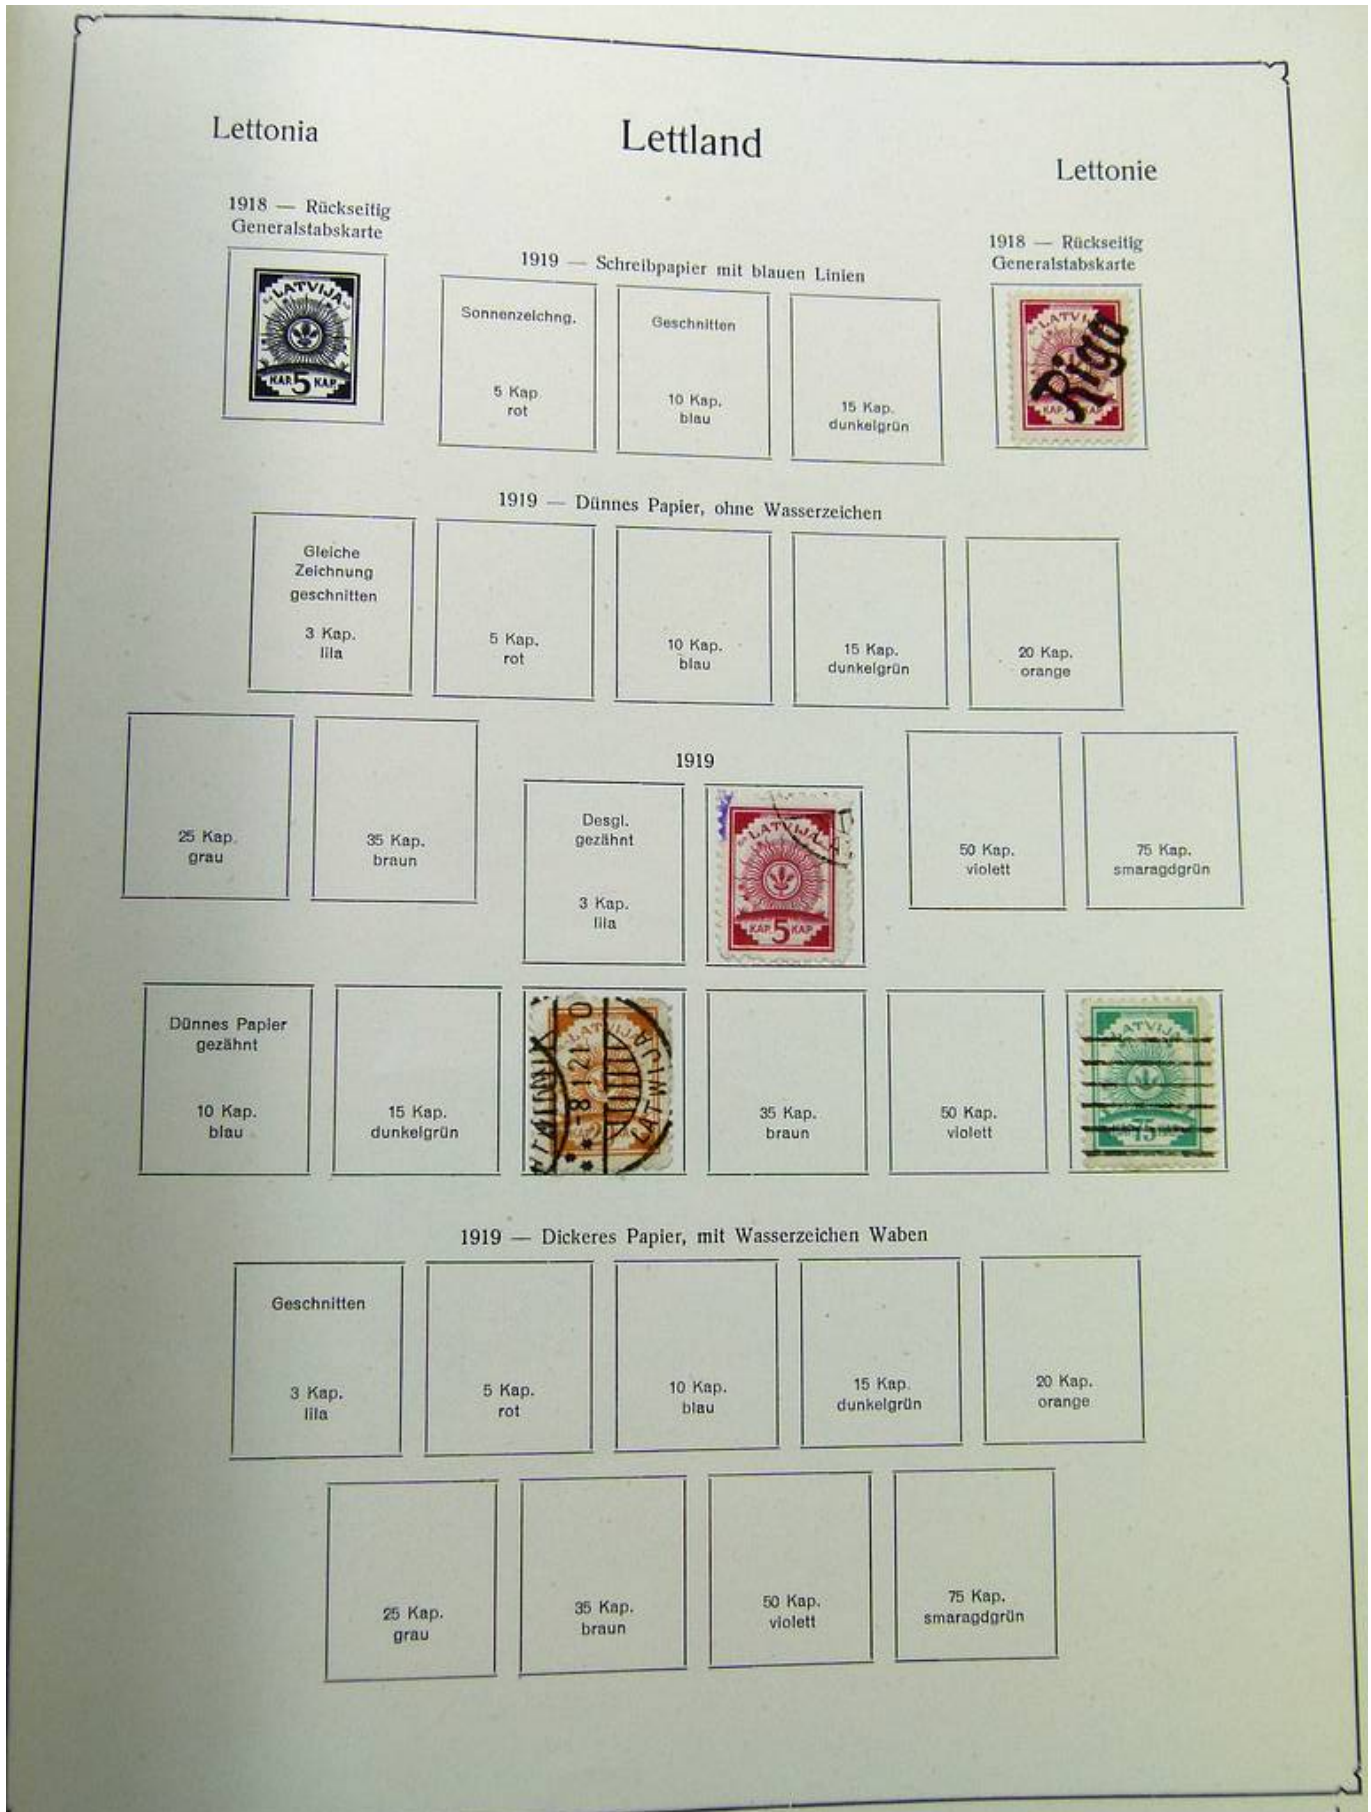 Lettonia
Lettland
Lettonie
1918 — Rückseitig
Generalstabskarte
LATVIJA
KAP. 5 KAP.
1919 — Schreibpapier mit blauen Linien
Sonnenzeichng.
5 Kap
rot
Geschnitten
10 Kap.
blau
15 Kap.
dunkelgrün
1918 — Rückseitig
Generalstabskarte
Riga
1919 — Dünnes Papier, ohne Wasserzeichen
Gleiche
Zeichnung
geschnitten
3 Kap.
lila
5 Kap.
rot
10 Kap.
blau
15 Kap.
dunkelgrün
20 Kap.
orange
25 Kap.
grau
35 Kap.
braun
1919
Desgl.
gezähnt
3 Kap.
lila
LATVIJA
KAP. 5 KAP.
50 Kap.
violett
75 Kap.
smaragdgrün
Dünnes Papier
gezähnt
10 Kap.
blau
15 Kap.
dunkelgrün
LATVIJA
-8 1 21
LATWIJA
35 Kap.
braun
50 Kap.
violett
LATVIJA
75
1919 — Dickeres Papier, mit Wasserzeichen Waben
Geschnitten
3 Kap.
lila
5 Kap.
rot
10 Kap.
blau
15 Kap.
dunkelgrün
20 Kap.
orange
25 Kap.
grau
35 Kap.
braun
50 Kap.
violett
75 Kap.
smaragdgrün